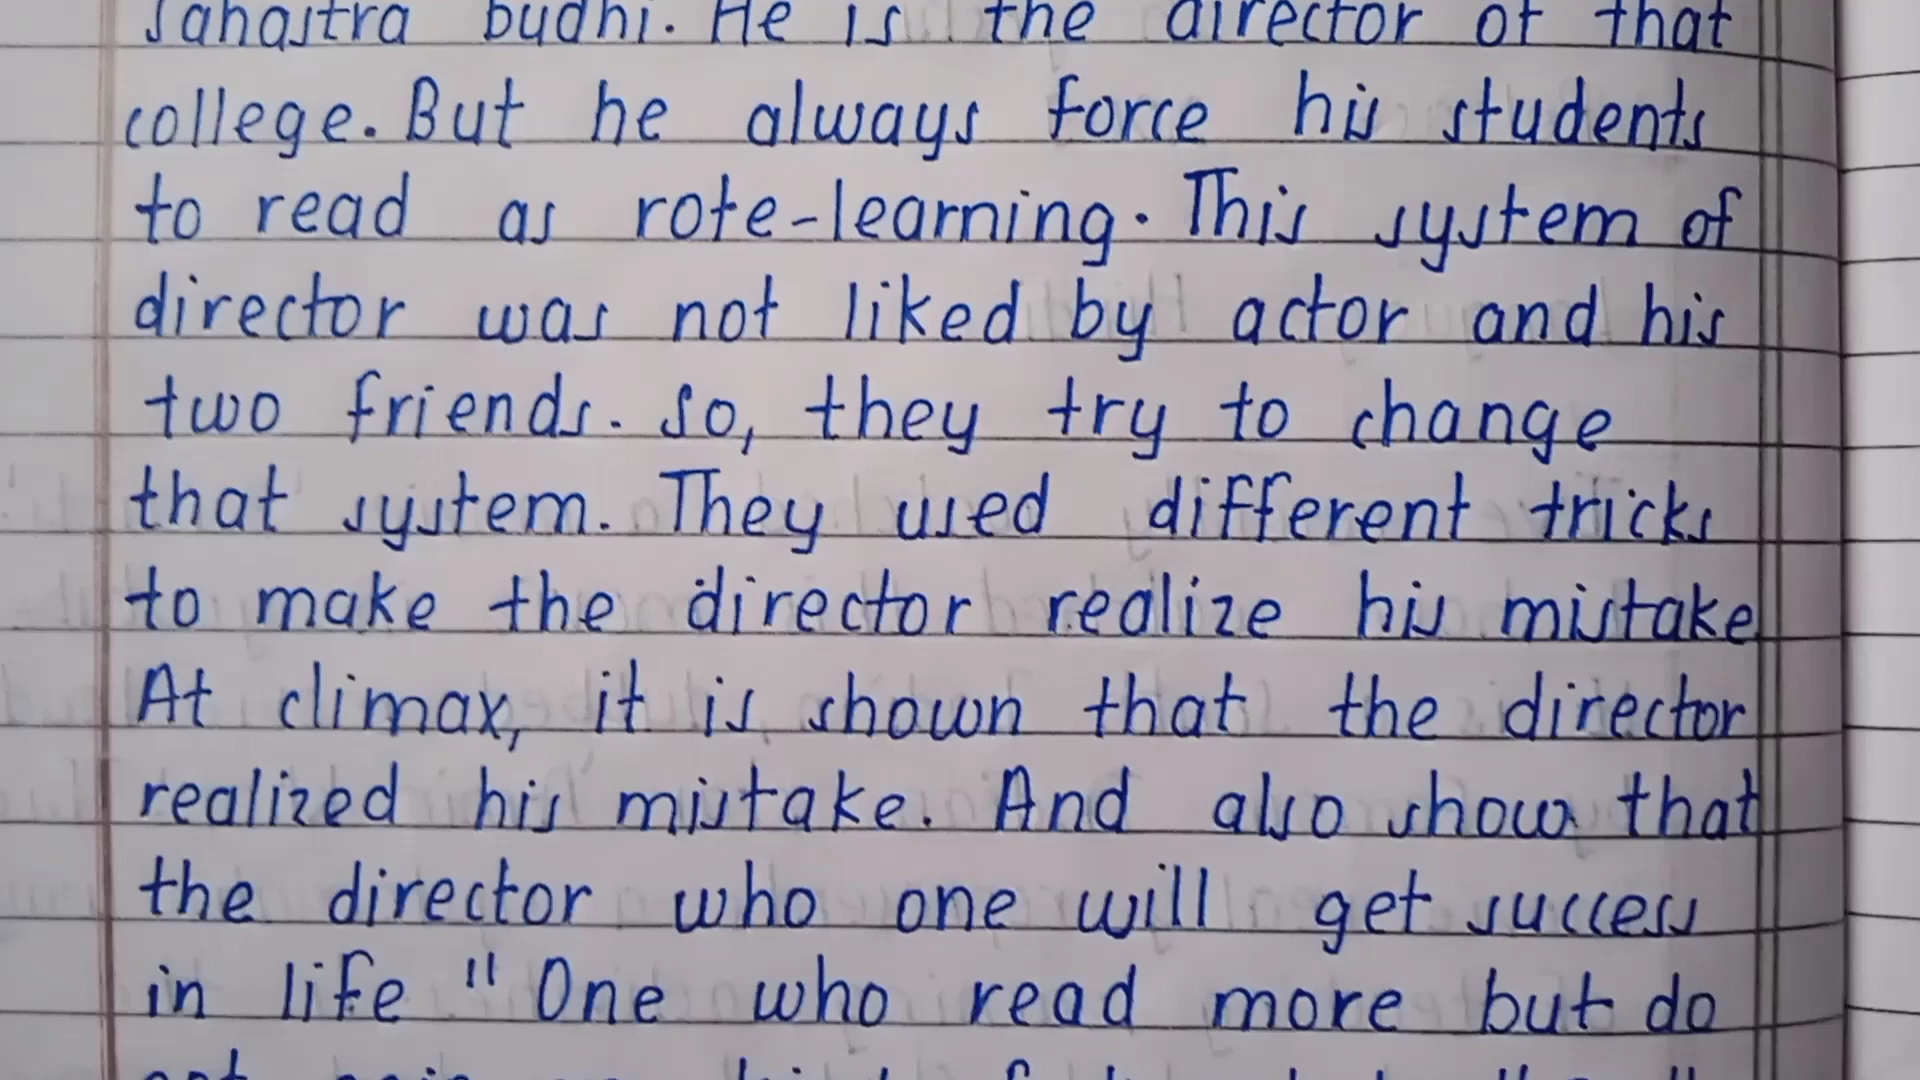 Sahastra budhi. He is the director of that
college. But he always force his students
to read as rote-learning. This system of
director was not liked by actor and his
two friends. So, they try to change
that system. They used different tricks
to make the director realize his mistake
At climax, it is shown that the director
realized his mistake. And also show that
the director who one will get success
in life "One who read more but do